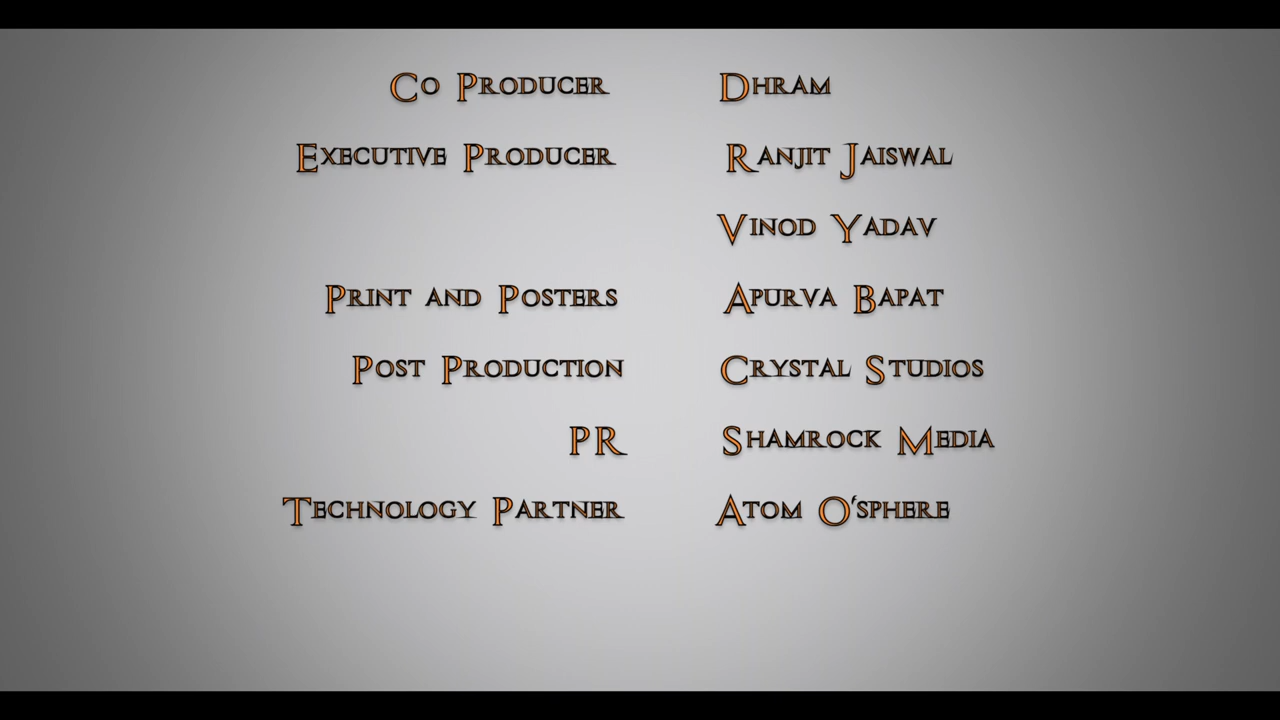 Co Producer Dhram
Executive Producer Ranjit Jaiswal
Vinod Yadav
Print and Posters Apurva Bapat
Post Production Crystal Studios
PR Shamrock Media
Technology Partner Atom O'sphere